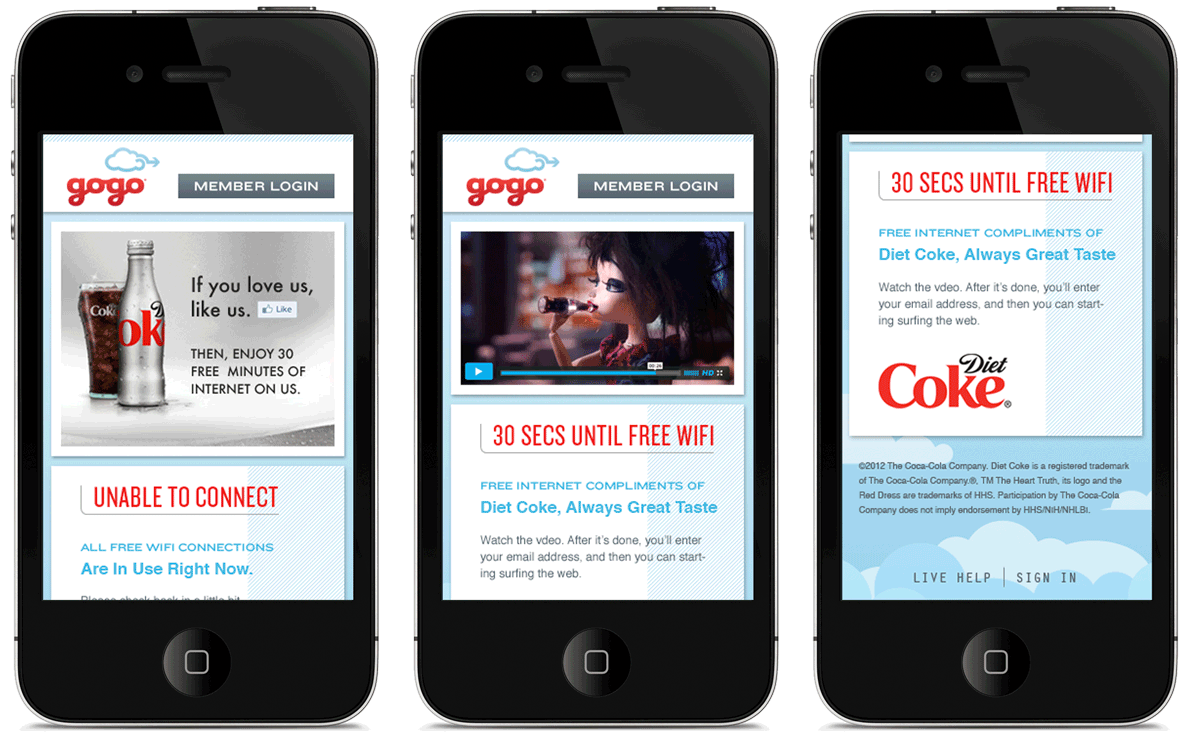 gogo
MEMBER LOGIN
Coke
ok
If you love us,
like us. Like
THEN, ENJOY 30
FREE MINUTES OF
INTERNET ON US.
UNABLE TO CONNECT
ALL FREE WIFI CONNECTIONS
Are In Use Right Now.
Please check back in a little bit
gogo
MEMBER LOGIN
HD
30 SECS UNTIL FREE WIFI
FREE INTERNET COMPLIMENTS OF
Diet Coke, Always Great Taste
Watch the vdeo. After it's done, you'll enter
your email address, and then you can start-
ing surfing the web.
30 SECS UNTIL FREE WIFI
FREE INTERNET COMPLIMENTS OF
Diet Coke, Always Great Taste
Watch the vdeo. After it's done, you'll enter
your email address, and then you can start-
ing surfing the web.
Diet
Coke®
©2012 The Coca-Cola Company. Diet Coke is a registered trademark
of The Coca-Cola Company.®, TM The Heart Truth, its logo and the
Red Dress are trademarks of HHS. Participation by The Coca-Cola
Company does not imply endorsement by HHS/NIH/NHLBI.
LIVE HELP | SIGN IN